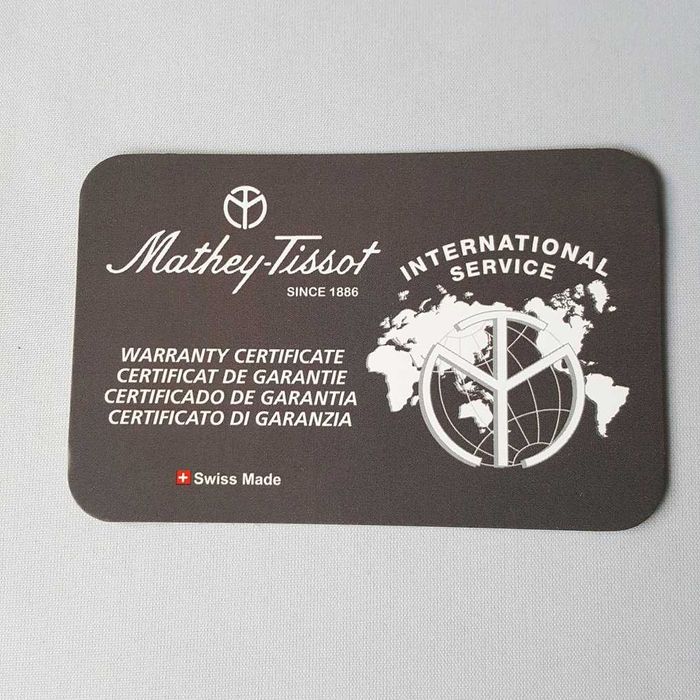 Mathey-Tissot
SINCE 1886
INTERNATIONAL
SERVICE
WARRANTY CERTIFICATE
CERTIFICAT DE GARANTIE
CERTIFICADO DE GARANTIA
CERTIFICATO DI GARANZIA
Swiss Made